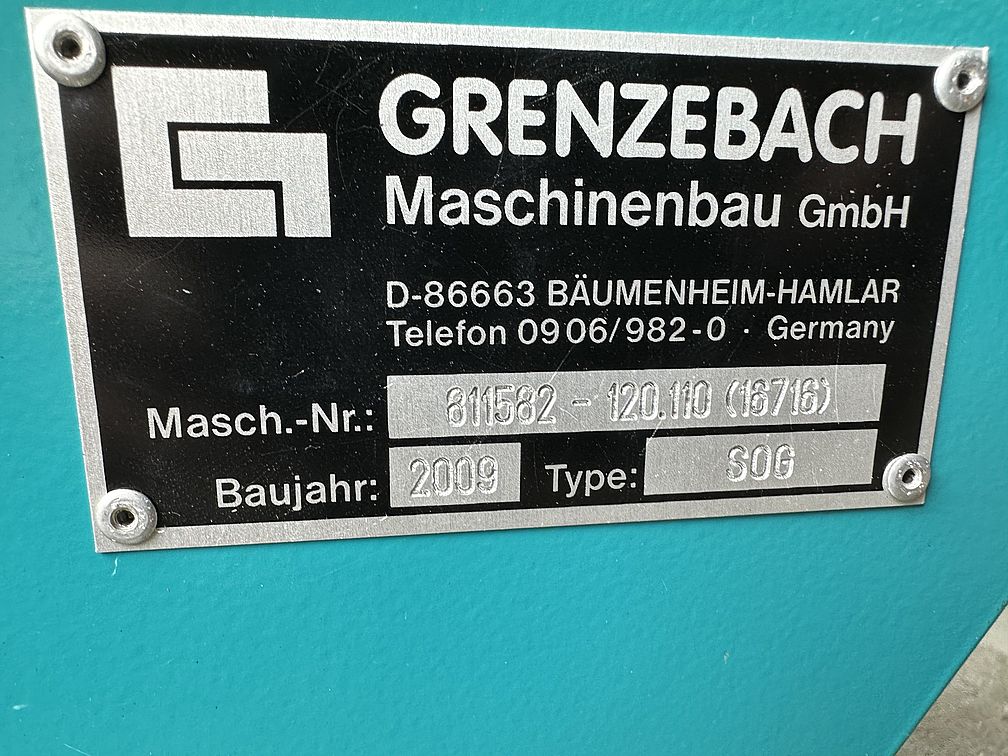 GRENZEBACH
Maschinenbau GmbH
D-86663 BÄUMENHEIM-HAMLAR
Telefon 0906/982-0 · Germany
Masch.-Nr.: 811582 - 120.110 (16716)
Baujahr: 2009 Type: SOG